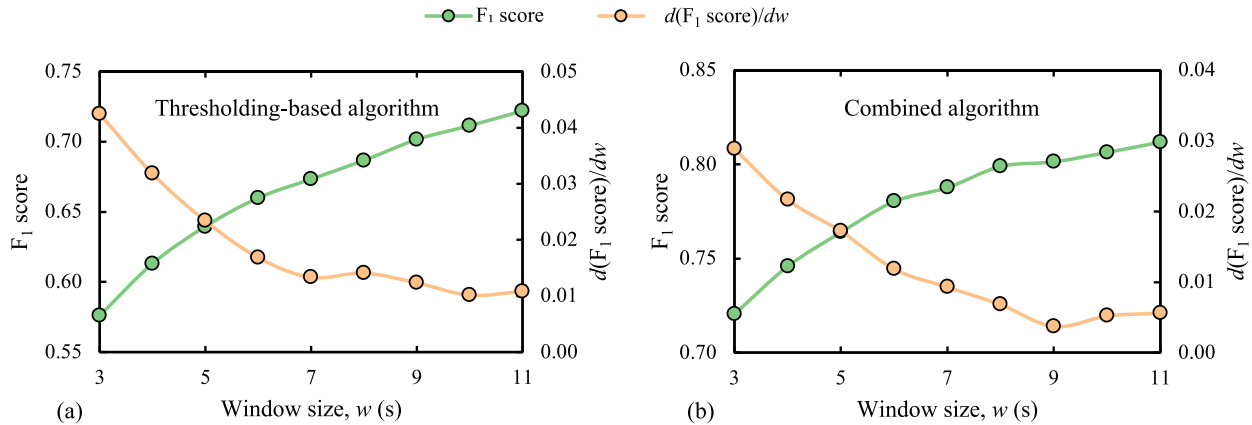 F₁ score d(F₁ score)/dw
0.75
0.70
0.65
0.60
0.55
F₁ score
Thresholding-based algorithm
0.05
0.04
0.03
0.02
0.01
0.00
d(F₁ score)/dw
3 5 7 9 11
(a) Window size, w (s)
0.85
0.80
0.75
0.70
F₁ score
Combined algorithm
0.04
0.03
0.02
0.01
0.00
d(F₁ score)/dw
3 5 7 9 11
(b) Window size, w (s)